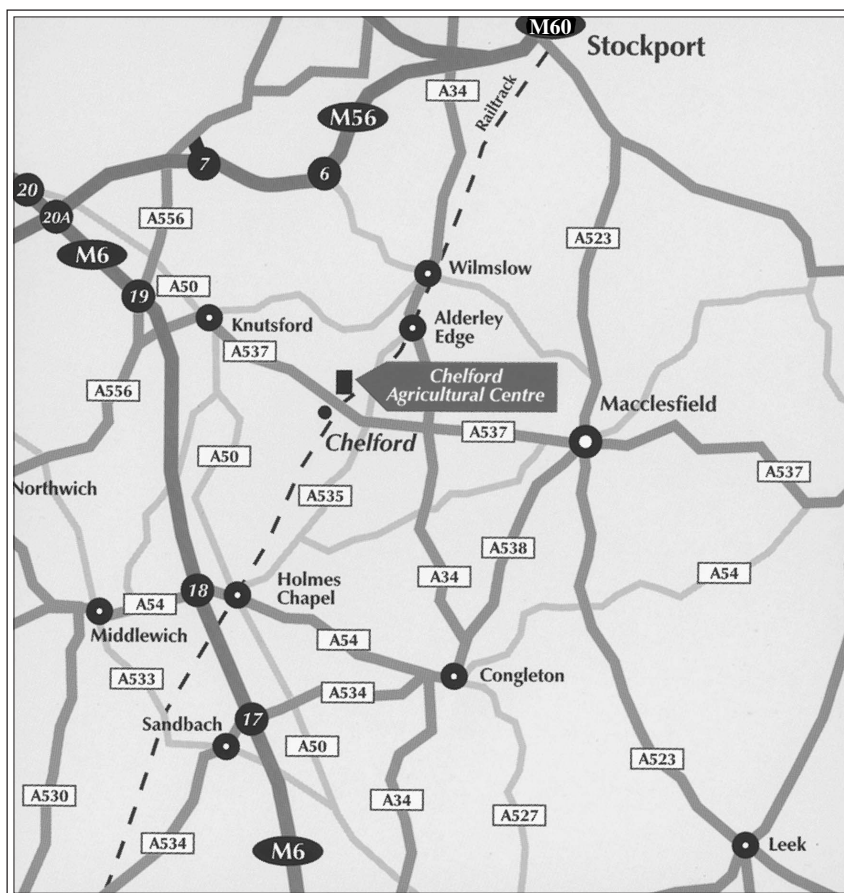 M60
Stockport
A34
Railtrack
M56
7
6
20
20A
A556
M6
A523
19
A50
Wilmslow
Knutsford
Alderley
Edge
A537
Chelford
Agricultural Centre
A556
Macclesfield
Chelford
A537
A50
A537
Northwich
A535
A538
A34
A54
18
Holmes
Chapel
A54
Middlewich
A54
A533
Congleton
A534
17
Sandbach
A50
A523
A530
A34
A527
A534
M6
Leek